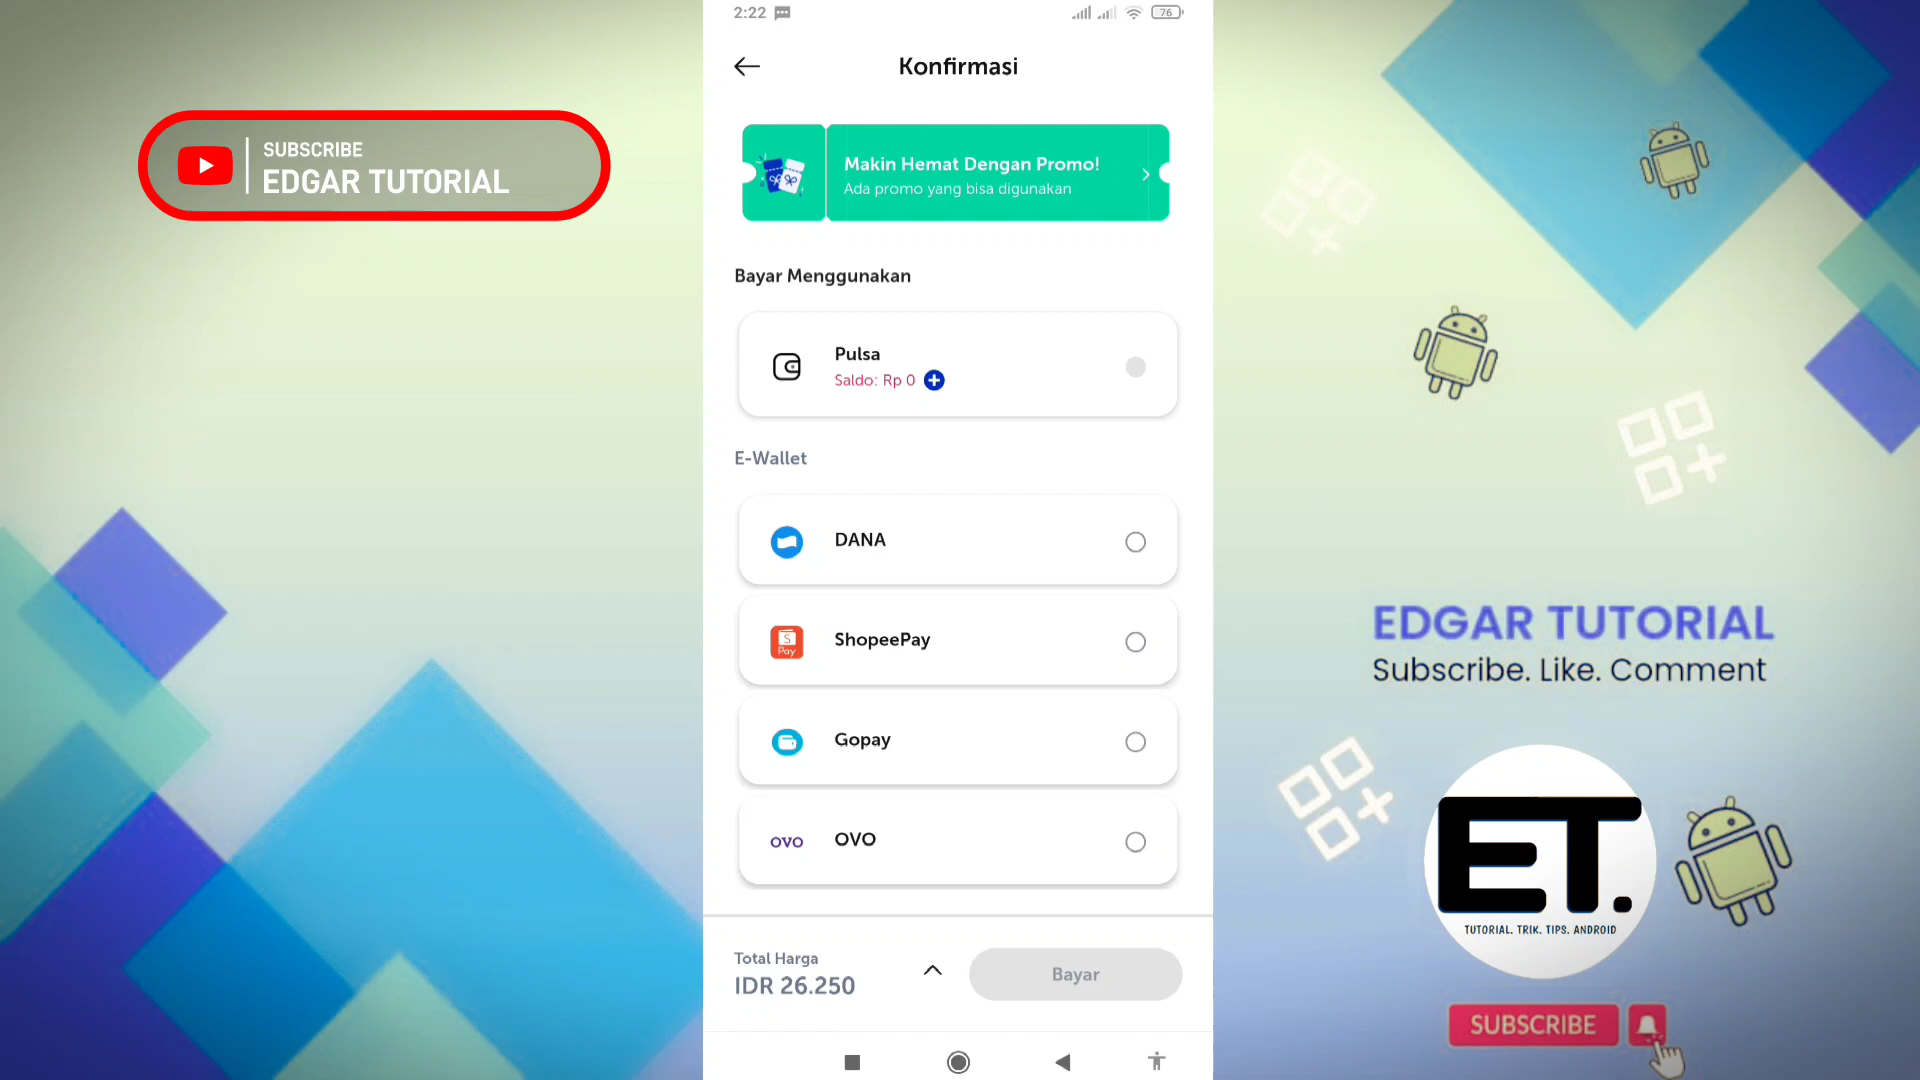 2:22
76
Konfirmasi
SUBSCRIBE
EDGAR TUTORIAL
Makin Hemat Dengan Promo!
Ada promo yang bisa digunakan
Bayar Menggunakan
Pulsa
Saldo: Rp 0
E-Wallet
DANA
S
Pay
ShopeePay
Gopay
OVO
OVO
Total Harga
IDR 26.250
Bayar
EDGAR TUTORIAL
Subscribe. Like. Comment
ET.
TUTORIAL. TRIK. TIPS. ANDROID
SUBSCRIBE